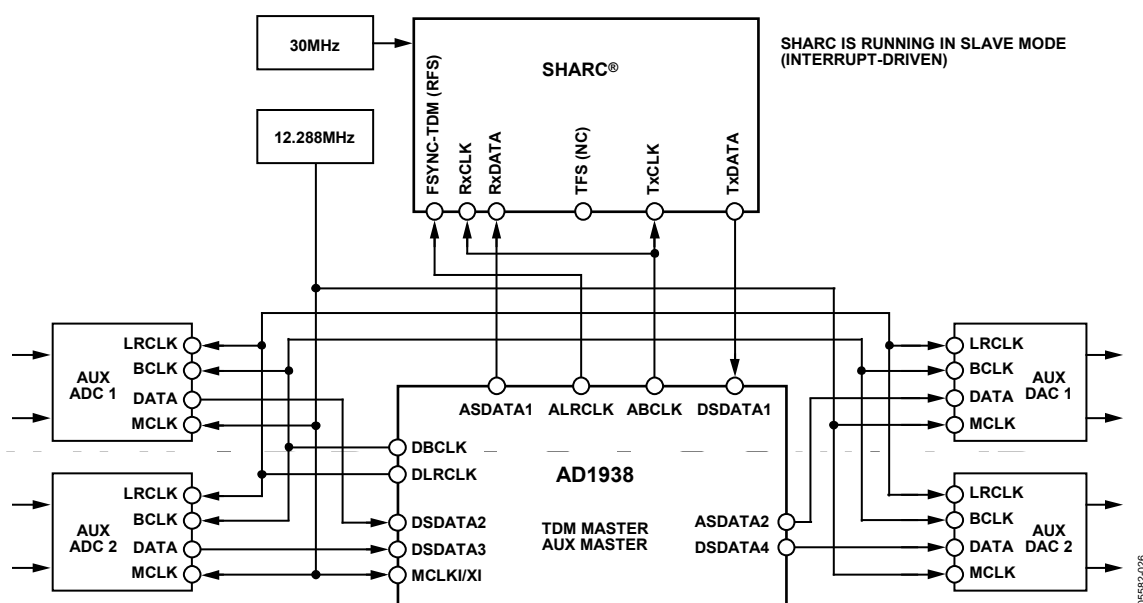 30MHz
SHARC®
SHARC IS RUNNING IN SLAVE MODE
(INTERRUPT-DRIVEN)
12.288MHz
FSYNC-TDM (RFS)
RxCLK
RxDATA
TFS (NC)
TxCLK
TxDATA
AUX
ADC 1
LRCLK
BCLK
DATA
MCLK
AUX
ADC 2
LRCLK
BCLK
DATA
MCLK
ASDATA1
ALRCLK
ABCLK
DSDATA1
DBCLK
DLRCLK
DSDATA2
DSDATA3
MCLKI/XI
AD1938
TDM MASTER
AUX MASTER
ASDATA2
DSDATA4
LRCLK
BCLK
DATA
MCLK
AUX
DAC 1
LRCLK
BCLK
DATA
MCLK
AUX
DAC 2
05582-026